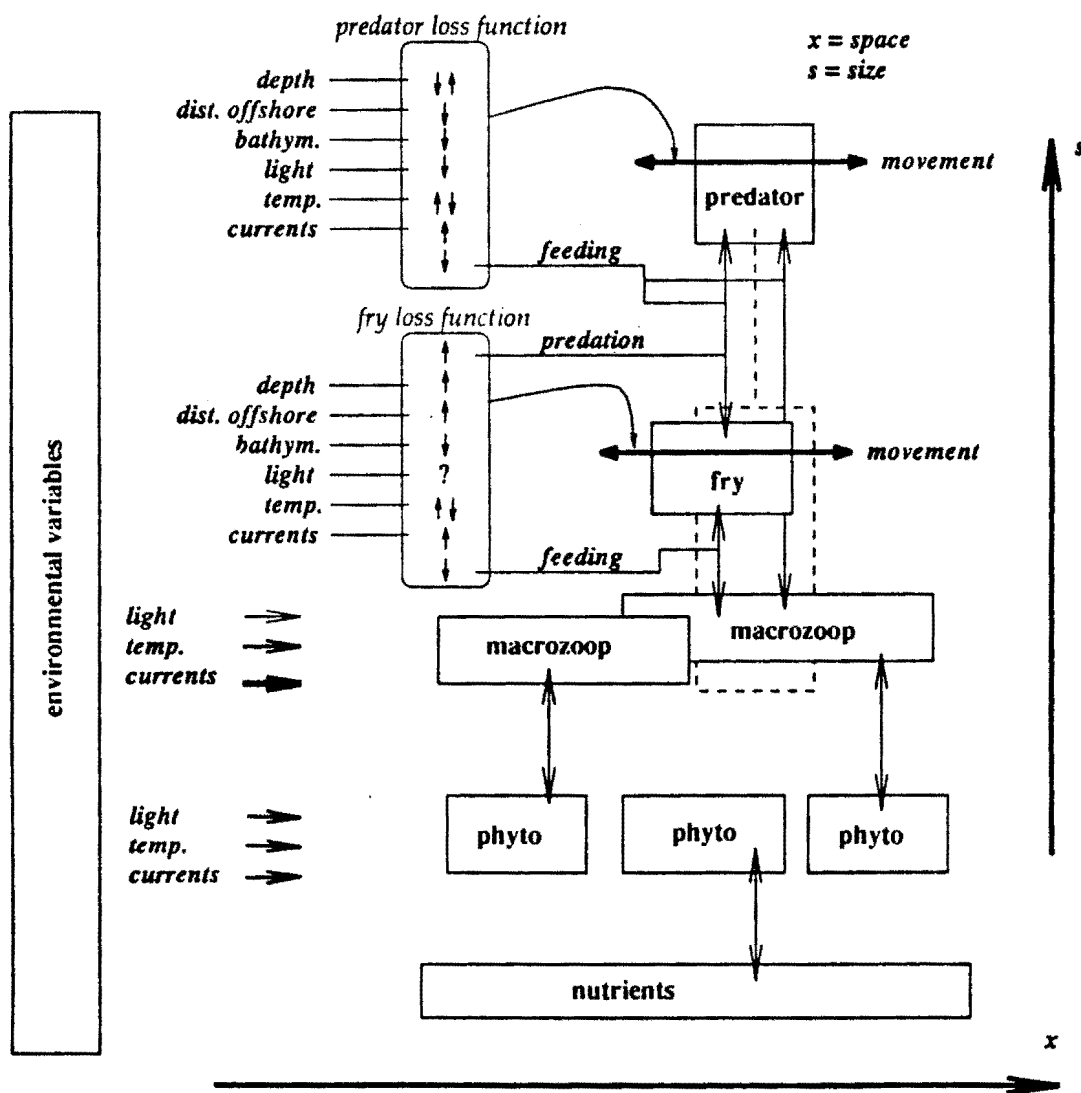 predator loss function
x = space
s = size
depth
dist. offshore
bathym.
light
temp.
currents
s
movement
predator
feeding
fry loss function
predation
depth
dist. offshore
bathym.
light
?
temp.
currents
movement
fry
feeding
environmental variables
light
temp.
currents
macrozoop
macrozoop
light
temp.
currents
phyto
phyto
phyto
nutrients
x